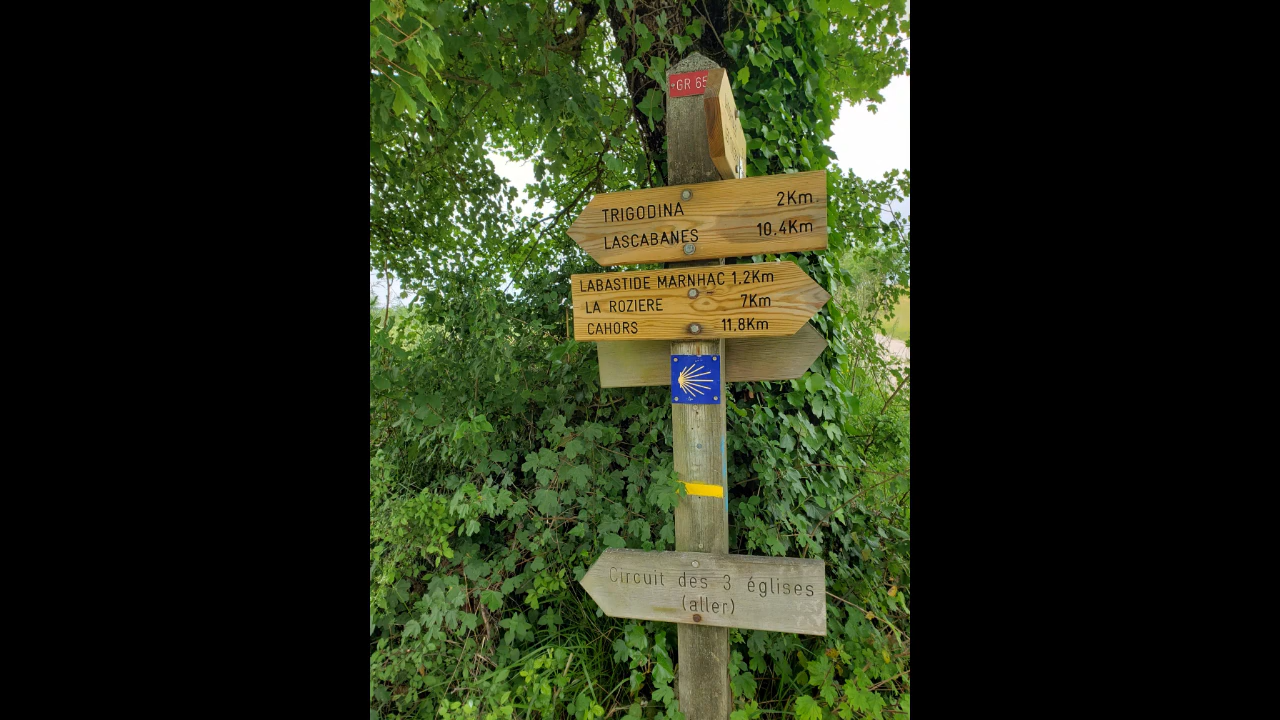 GR 65
TRIGODINA 2Km
LASCABANES 10.4Km
LABASTIDE MARNHAC 1.2Km
LA ROZIERE 7Km
CAHORS 11,8Km
Circuit des 3 églises
(aller)